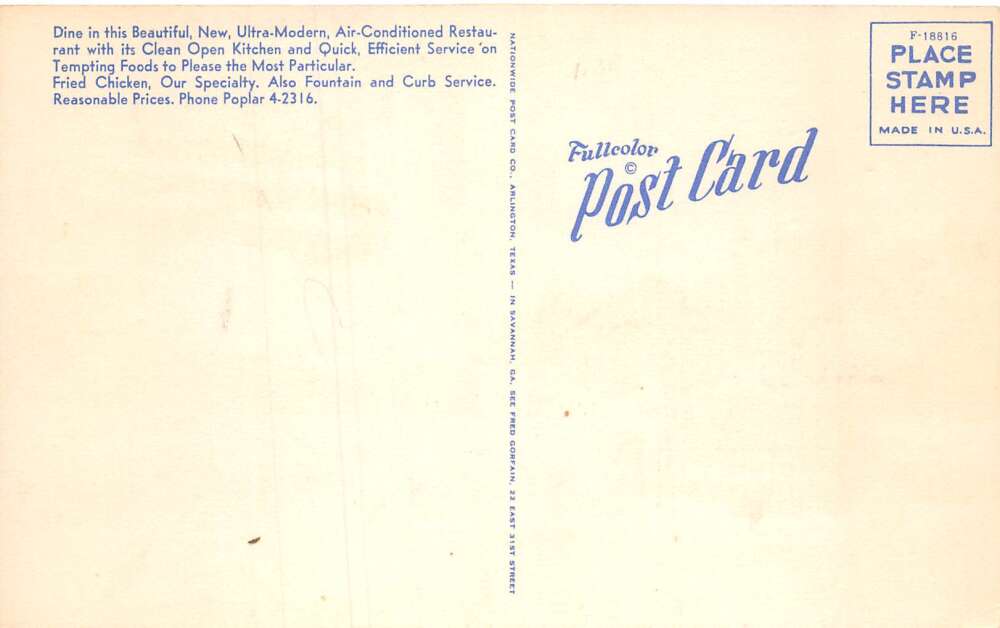 Dine in this Beautiful, New, Ultra-Modern, Air-Conditioned Restau-
rant with its Clean Open Kitchen and Quick, Efficient Service on
Tempting Foods to Please the Most Particular.
Fried Chicken, Our Specialty. Also Fountain and Curb Service.
Reasonable Prices. Phone Poplar 4-2316.
NATIONWIDE POST CARD CO., ARLINGTON, TEXAS — IN SAVANNAH, GA. SEE FRED GORFAIN, 22 EAST 31ST STREET
Fullcolor
©
Post Card
F-18816
PLACE
STAMP
HERE
MADE IN U.S.A.